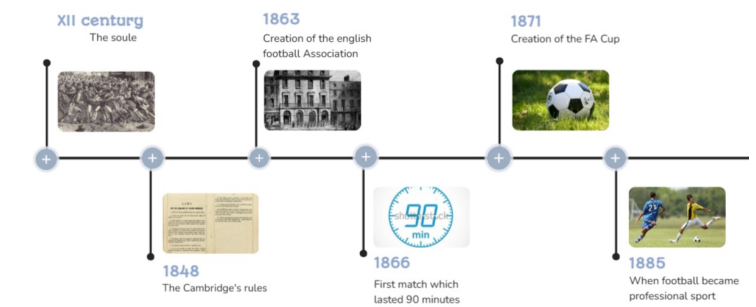 XII century
The soule
1863
Creation of the english
football Association
1871
Creation of the FA Cup
90
min
shutterstock
1848
The Cambridge's rules
1866
First match which
lasted 90 minutes
1885
When football became
professional sport